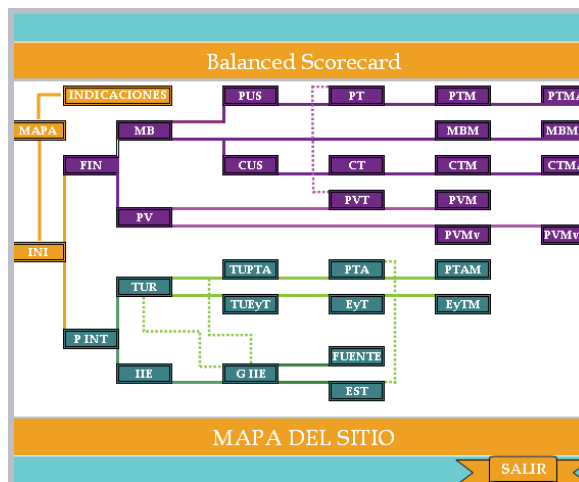 Balanced Scorecard
INDICACIONES PUS PT PTM PTMA
MAPA MB MBM MBM
FIN CUS CT CTM CTMA
PVT PVM
PV
PVMv PVMv
INI
TUPTA PTA PTAM
TUR
TUEyT EyT EyTM
P INT
FUENTE
IIE G IIE
EST
MAPA DEL SITIO
SALIR